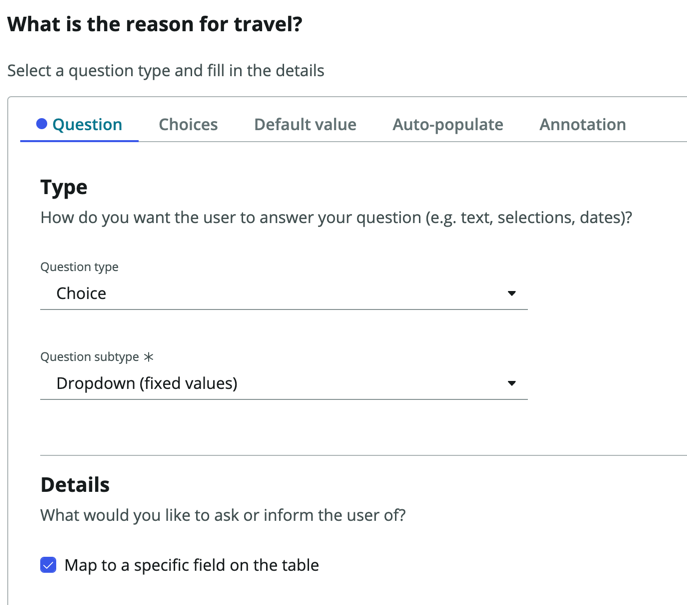 What is the reason for travel?
Select a question type and fill in the details
Question Choices Default value Auto-populate Annotation
Type
How do you want the user to answer your question (e.g. text, selections, dates)?
Question type
Choice
Question subtype *
Dropdown (fixed values)
Details
What would you like to ask or inform the user of?
Map to a specific field on the table